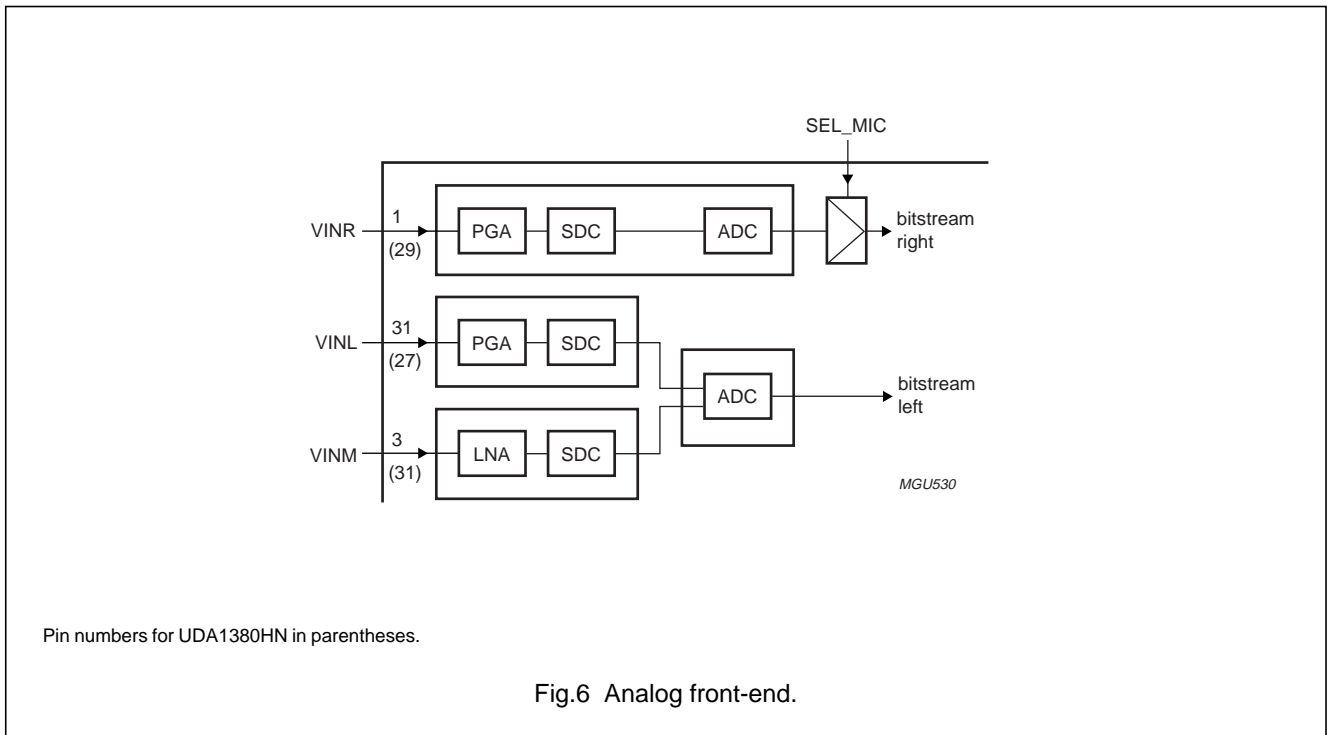 SEL_MIC
VINR
1
(29)
PGA
SDC
ADC
bitstream
right
VINL
31
(27)
PGA
SDC
ADC
bitstream
left
VINM
3
(31)
LNA
SDC
MGU530
Pin numbers for UDA1380HN in parentheses.
Fig.6 Analog front-end.